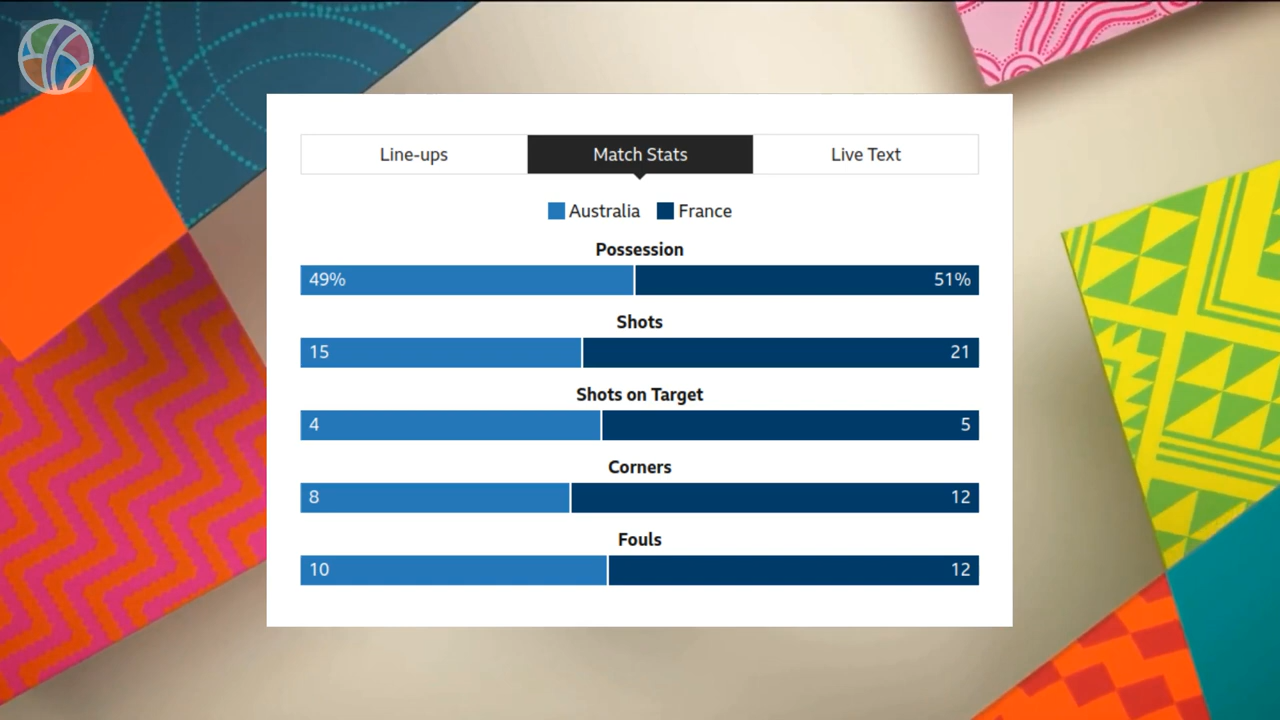 Line-ups Match Stats Live Text
Australia France
Possession
49% 51%
Shots
15 21
Shots on Target
4 5
Corners
8 12
Fouls
10 12